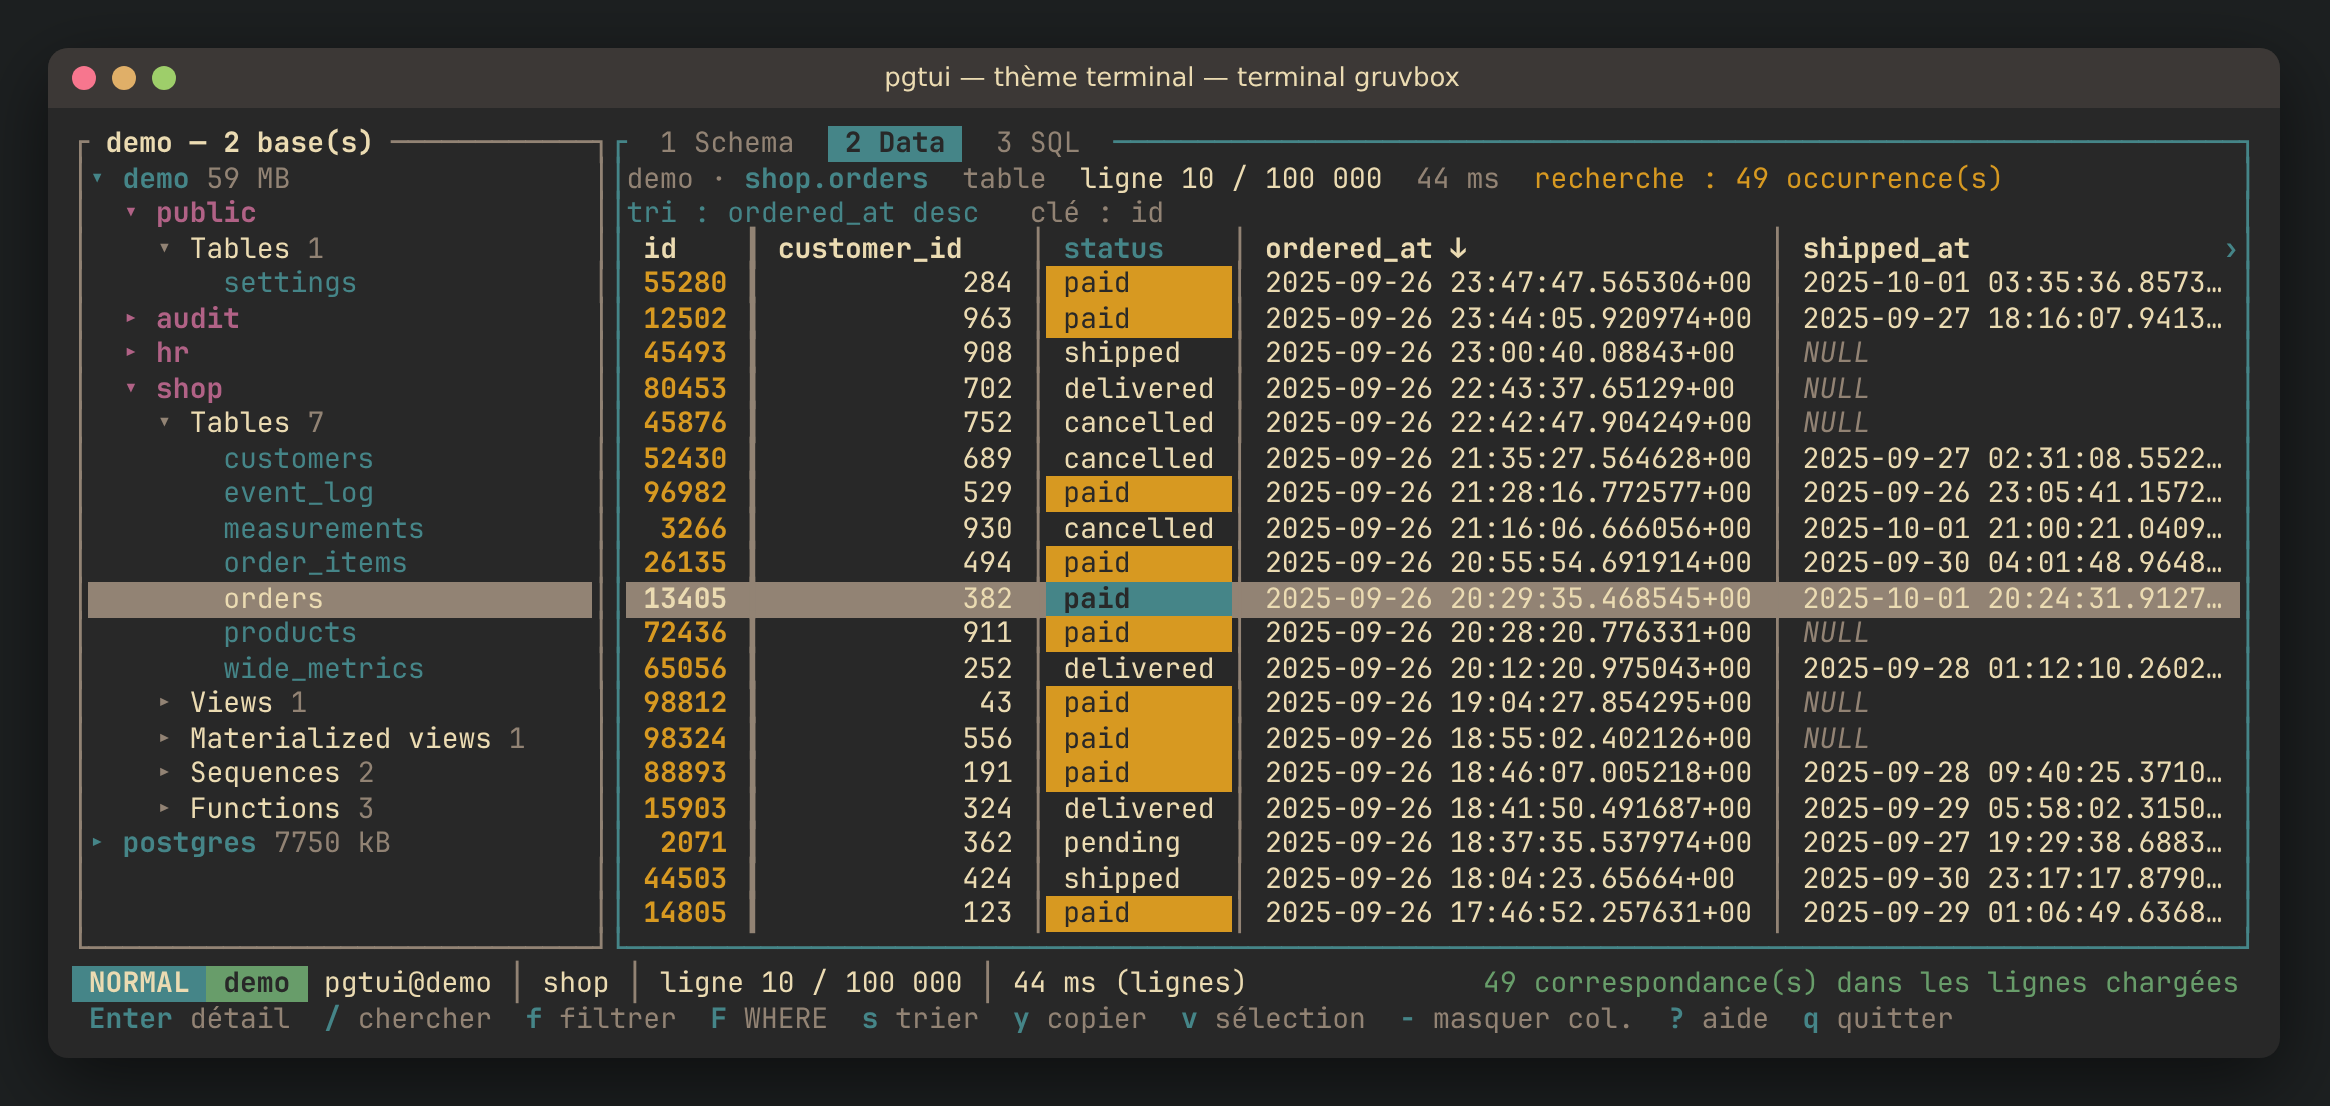 pgtui — thème terminal — terminal gruvbox
demo — 2 base(s)
▾ demo 59 MB
▾ public
▾ Tables 1
settings
▸ audit
▸ hr
▾ shop
▾ Tables 7
customers
event_log
measurements
order_items
orders
products
wide_metrics
▸ Views 1
▸ Materialized views 1
▸ Sequences 2
▸ Functions 3
▸ postgres 7750 kB
1 Schema 2 Data 3 SQL
demo · shop.orders table ligne 10 / 100 000 44 ms recherche : 49 occurrence(s)
tri : ordered_at desc clé : id
id customer_id status ordered_at ↓ shipped_at ›
55280 284 paid 2025-09-26 23:47:47.565306+00 2025-10-01 03:35:36.8573…
12502 963 paid 2025-09-26 23:44:05.920974+00 2025-09-27 18:16:07.9413…
45493 908 shipped 2025-09-26 23:00:40.08843+00 NULL
80453 702 delivered 2025-09-26 22:43:37.65129+00 NULL
45876 752 cancelled 2025-09-26 22:42:47.904249+00 NULL
52430 689 cancelled 2025-09-26 21:35:27.564628+00 2025-09-27 02:31:08.5522…
96982 529 paid 2025-09-26 21:28:16.772577+00 2025-09-26 23:05:41.1572…
3266 930 cancelled 2025-09-26 21:16:06.666056+00 2025-10-01 21:00:21.0409…
26135 494 paid 2025-09-26 20:55:54.691914+00 2025-09-30 04:01:48.9648…
13405 382 paid 2025-09-26 20:29:35.468545+00 2025-10-01 20:24:31.9127…
72436 911 paid 2025-09-26 20:28:20.776331+00 NULL
65056 252 delivered 2025-09-26 20:12:20.975043+00 2025-09-28 01:12:10.2602…
98812 43 paid 2025-09-26 19:04:27.854295+00 NULL
98324 556 paid 2025-09-26 18:55:02.402126+00 NULL
88893 191 paid 2025-09-26 18:46:07.005218+00 2025-09-28 09:40:25.3710…
15903 324 delivered 2025-09-26 18:41:50.491687+00 2025-09-29 05:58:02.3150…
2071 362 pending 2025-09-26 18:37:35.537974+00 2025-09-27 19:29:38.6883…
44503 424 shipped 2025-09-26 18:04:23.65664+00 2025-09-30 23:17:17.8790…
14805 123 paid 2025-09-26 17:46:52.257631+00 2025-09-29 01:06:49.6368…
NORMAL demo pgtui@demo │ shop │ ligne 10 / 100 000 │ 44 ms (lignes) 49 correspondance(s) dans les lignes chargées
Enter détail / chercher f filtrer F WHERE s trier y copier v sélection - masquer col. ? aide q quitter